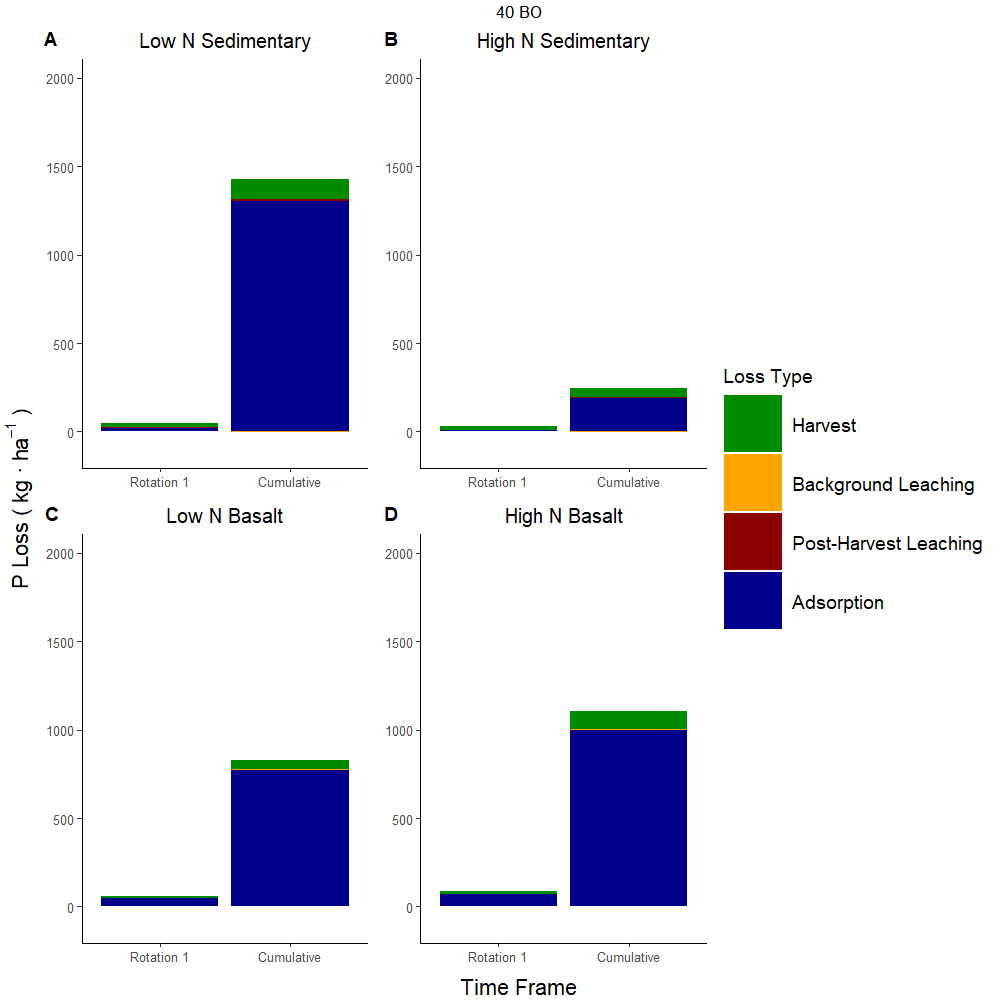 40 BO
A Low N Sedimentary
B High N Sedimentary
2000
1500
1000
500
0
Rotation 1 Cumulative
2000
1500
1000
500
0
Rotation 1 Cumulative
C Low N Basalt
D High N Basalt
2000
1500
1000
500
0
Rotation 1 Cumulative
2000
1500
1000
500
0
Rotation 1 Cumulative
P Loss ( kg · ha⁻¹ )
Time Frame
Loss Type
Harvest
Background Leaching
Post-Harvest Leaching
Adsorption